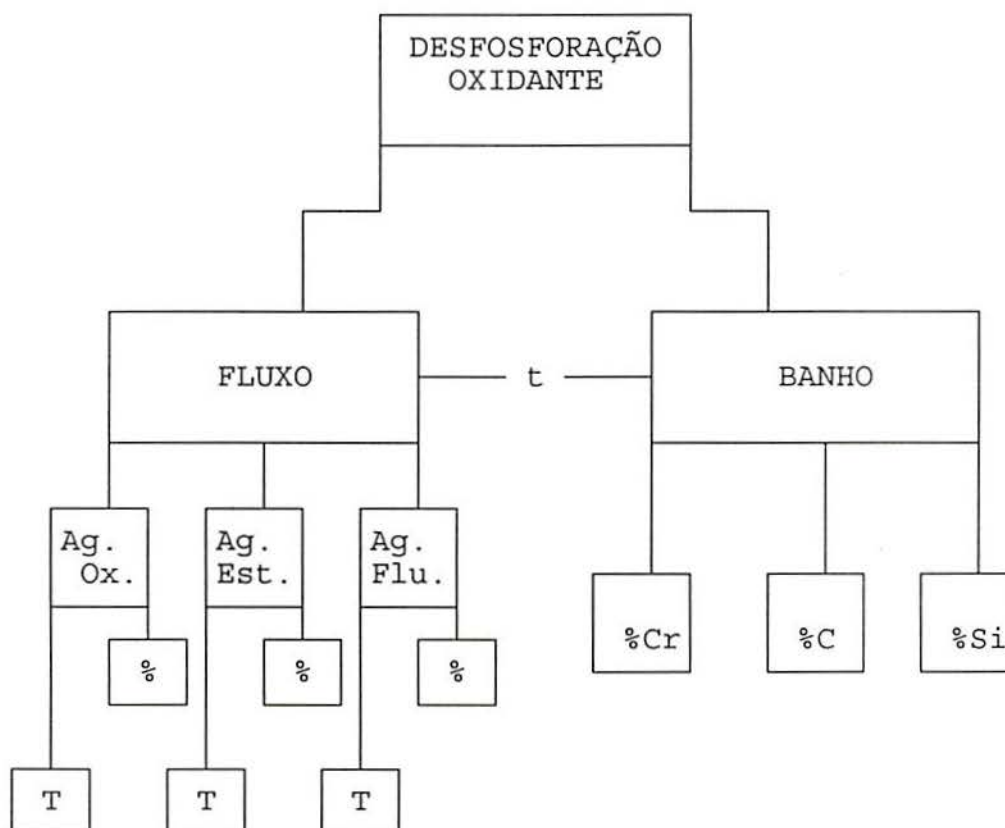 DESFOSFORAÇÃO
OXIDANTE
FLUXO
t
BANHO
Ag.
Ox.
Ag.
Est.
Ag.
Flu.
%
%
%
T
T
T
%Cr
%C
%Si